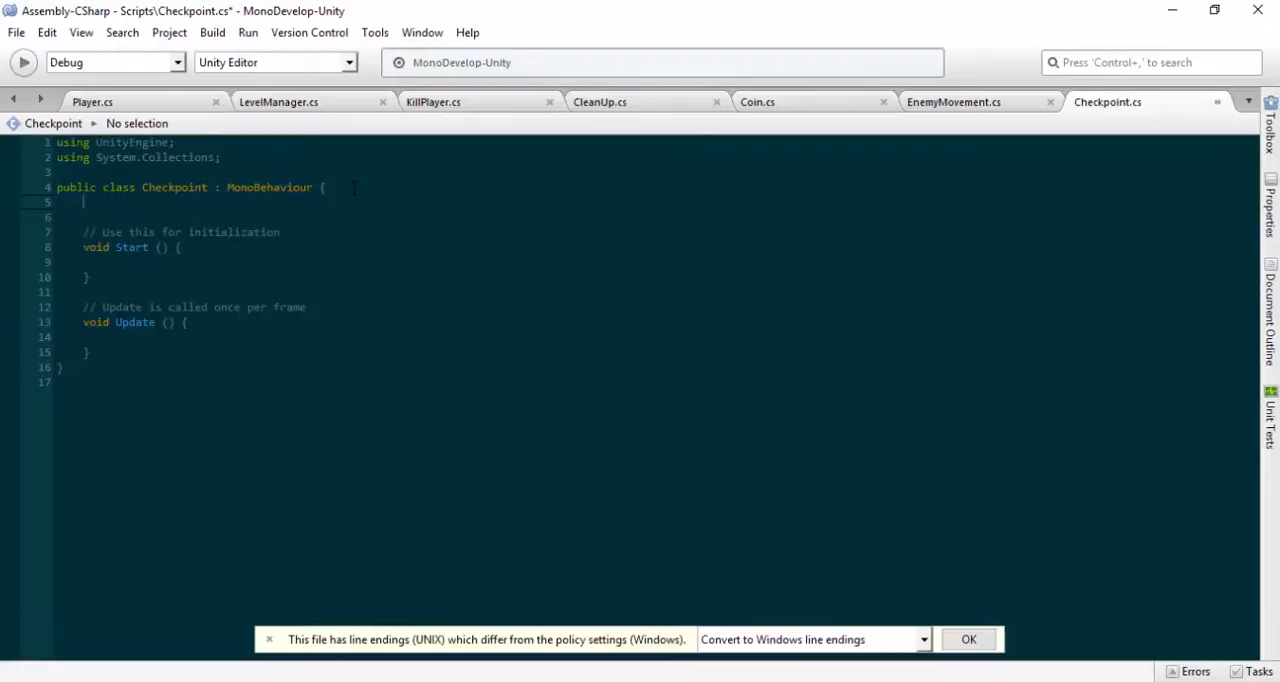 Assembly-CSharp - Scripts\Checkpoint.cs* - MonoDevelop-Unity
File Edit View Search Project Build Run Version Control Tools Window Help
Debug Unity Editor MonoDevelop-Unity Press 'Control+,' to search
Player.cs LevelManager.cs KillPlayer.cs CleanUp.cs Coin.cs EnemyMovement.cs Checkpoint.cs
Checkpoint No selection
1 using UnityEngine;
2 using System.Collections;
3
4 public class Checkpoint : MonoBehaviour {
5
6
7 // Use this for initialization
8 void Start () {
9
10 }
11
12 // Update is called once per frame
13 void Update () {
14
15 }
16 }
17
Toolbox
Properties
Document Outline
Unit Tests
This file has line endings (UNIX) which differ from the policy settings (Windows). Convert to Windows line endings OK
Errors Tasks